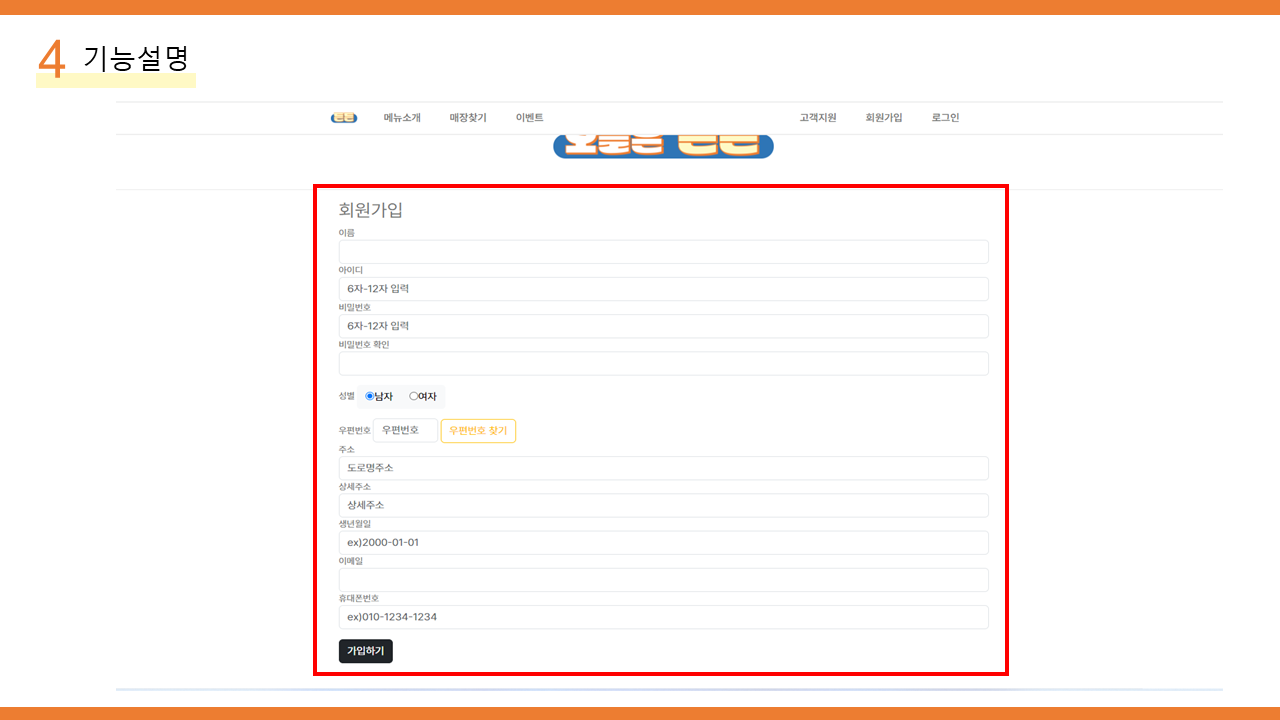 4 기능설명
메뉴소개 매장찾기 이벤트 고객지원 회원가입 로그인
회원가입
이름
아이디
6자-12자 입력
비밀번호
6자-12자 입력
비밀번호 확인
성별 남자 여자
우편번호 우편번호 우편번호 찾기
주소
도로명주소
상세주소
상세주소
생년월일
ex)2000-01-01
이메일
휴대폰번호
ex)010-1234-1234
가입하기